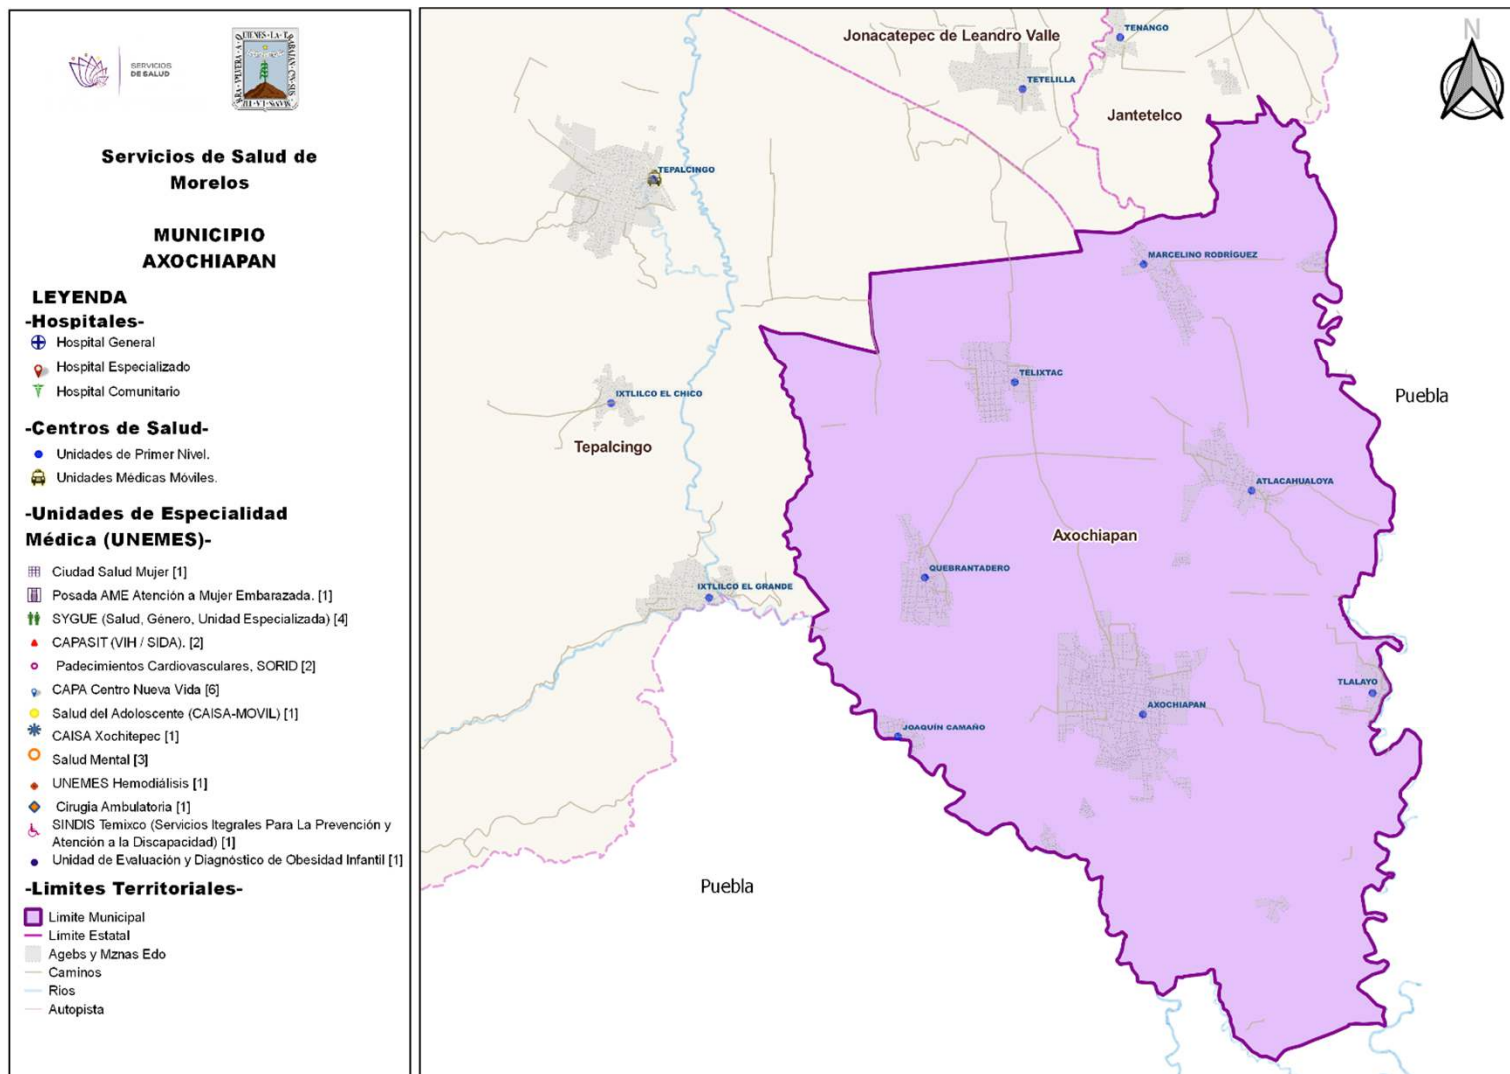 SERVICIOS
DE SALUD
Servicios de Salud de
Morelos
MUNICIPIO
AXOCHIAPAN
LEYENDA
-Hospitales-
Hospital General
Hospital Especializado
Hospital Comunitario
-Centros de Salud-
Unidades de Primer Nivel.
Unidades Médicas Móviles.
-Unidades de Especialidad
Médica (UNEMES)-
Ciudad Salud Mujer [1]
Posada AME Atención a Mujer Embarazada. [1]
SYGUE (Salud, Género, Unidad Especializada) [4]
CAPASIT (VIH / SIDA). [2]
Padecimientos Cardiovasculares, SORID [2]
CAPA Centro Nueva Vida [6]
Salud del Adoloscente (CAISA-MOVIL) [1]
CAISA Xochitepec [1]
Salud Mental [3]
UNEMES Hemodiálisis [1]
Cirugia Ambulatoria [1]
SINDIS Temixco (Servicios Itegrales Para La Prevención y
Atención a la Discapacidad) [1]
Unidad de Evaluación y Diagnóstico de Obesidad Infantil [1]
-Limites Territoriales-
Limite Municipal
Limite Estatal
Agebs y Mznas Edo
Caminos
Rios
Autopista
N
Jonacatepec de Leandro Valle
TENANGO
TETELILLA
Jantetelco
TEPALCINGO
MARCELINO RODRÍGUEZ
TELIXTAC
IXTLILCO EL CHICO
Puebla
Tepalcingo
ATLACAHUALOYA
Axochiapan
QUEBRANTADERO
IXTLILCO EL GRANDE
TLALAYO
AXOCHIAPAN
JOAQUÍN CAMAÑO
Puebla